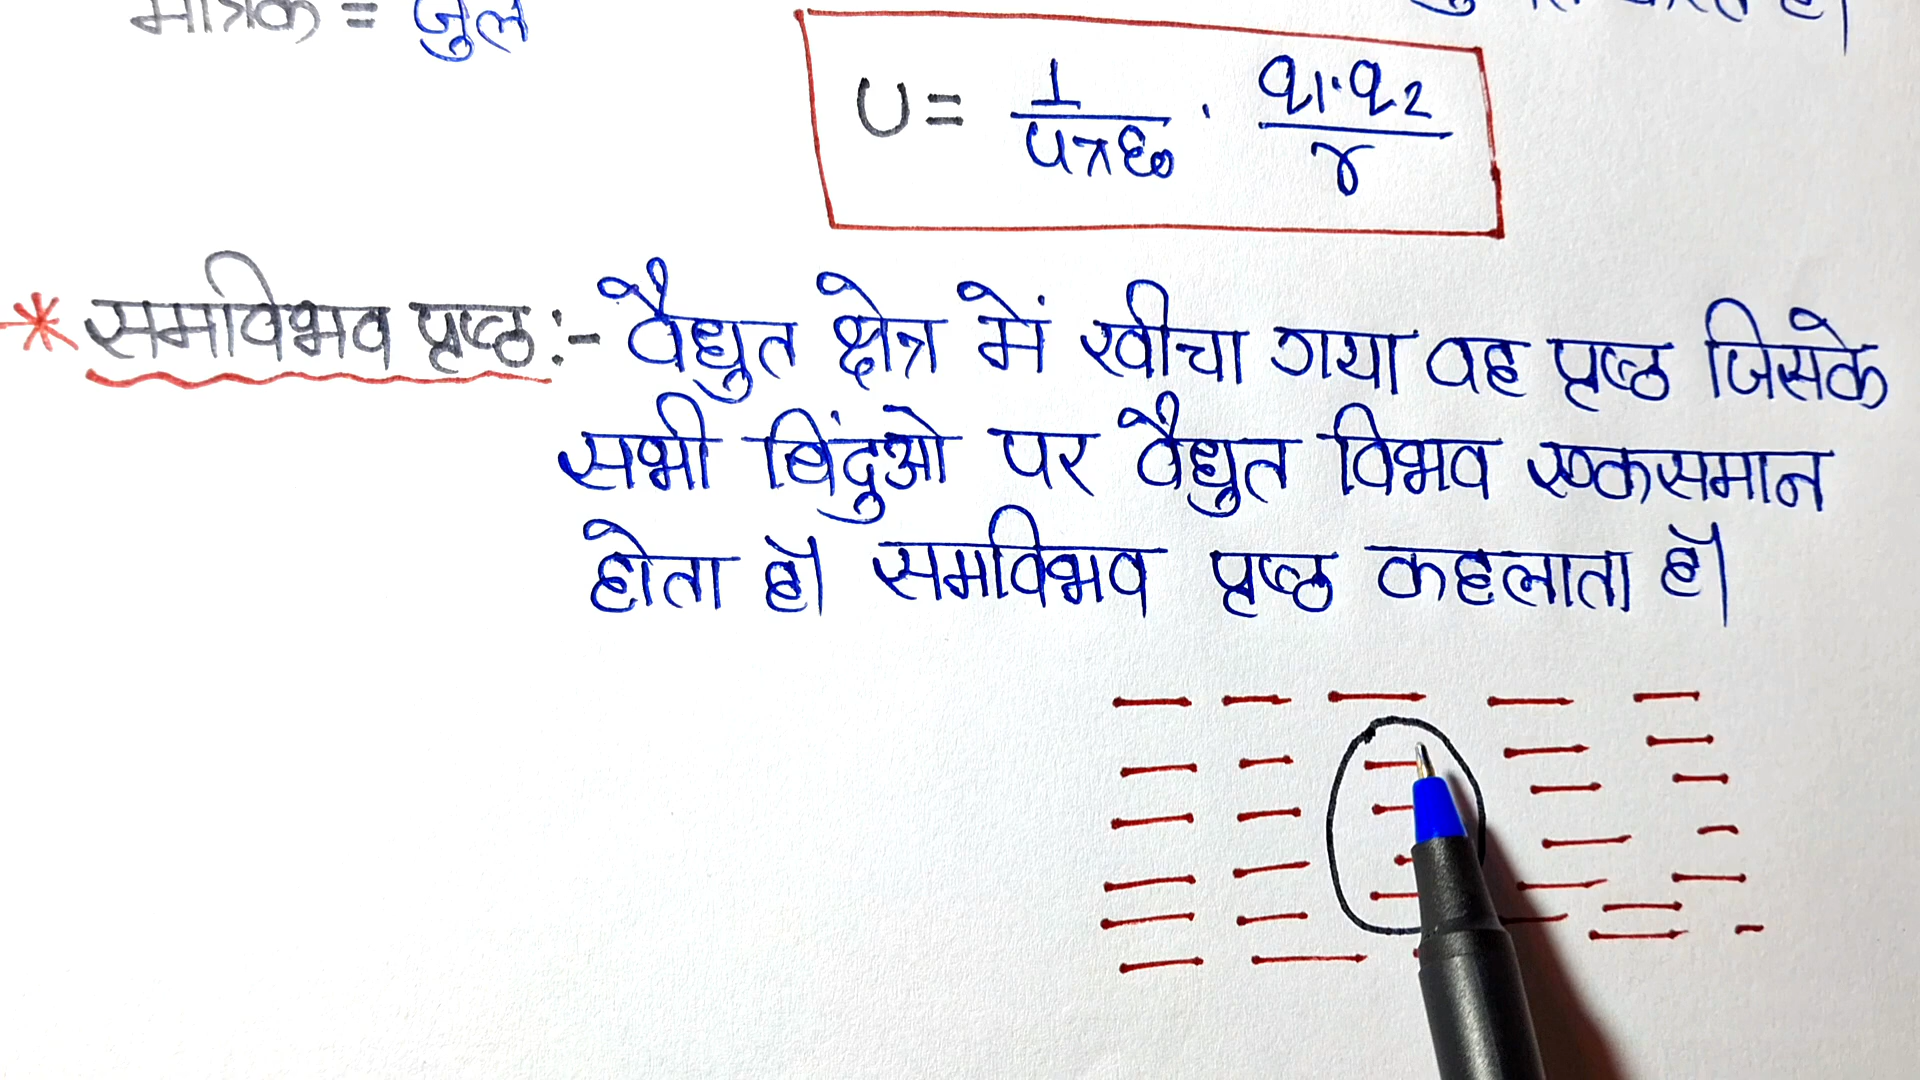 मात्रक = जुल
U = 1/4πε₀ · q₁·q₂/r
* समविभव पृष्ठ :- वैद्युत क्षेत्र में खींचा गया वह पृष्ठ जिसके
सभी बिंदुओ पर वैद्युत विभव एकसमान
होता है। समविभव पृष्ठ कहलाता है।